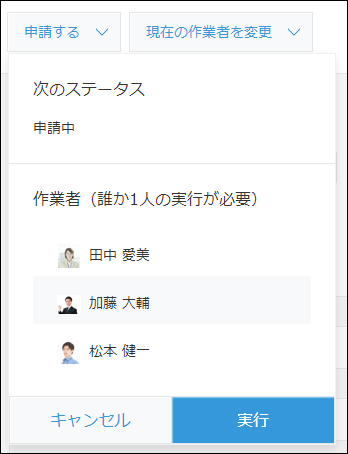 申請する
現在の作業者を変更
次のステータス
申請中
作業者（誰か1人の実行が必要）
田中 愛美
加藤 大輔
松本 健一
キャンセル
実行